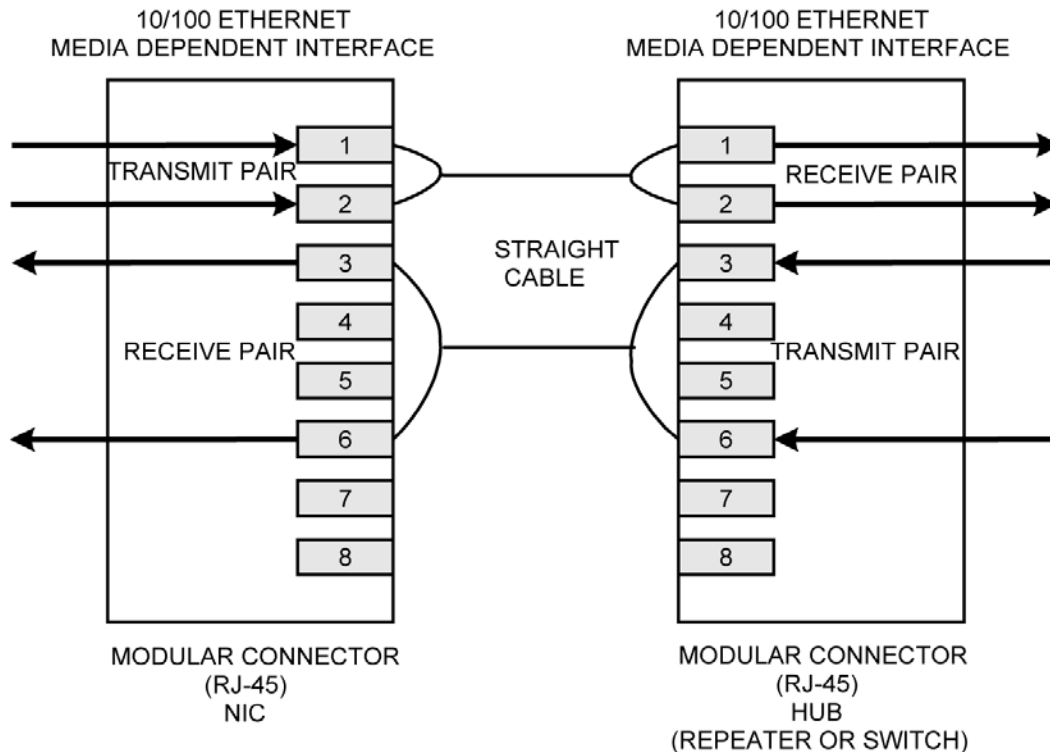 10/100 ETHERNET
MEDIA DEPENDENT INTERFACE
10/100 ETHERNET
MEDIA DEPENDENT INTERFACE
1
TRANSMIT PAIR
2
3
4
RECEIVE PAIR
5
6
7
8
STRAIGHT
CABLE
1
RECEIVE PAIR
2
3
4
TRANSMIT PAIR
5
6
7
8
MODULAR CONNECTOR
(RJ-45)
NIC
MODULAR CONNECTOR
(RJ-45)
HUB
(REPEATER OR SWITCH)